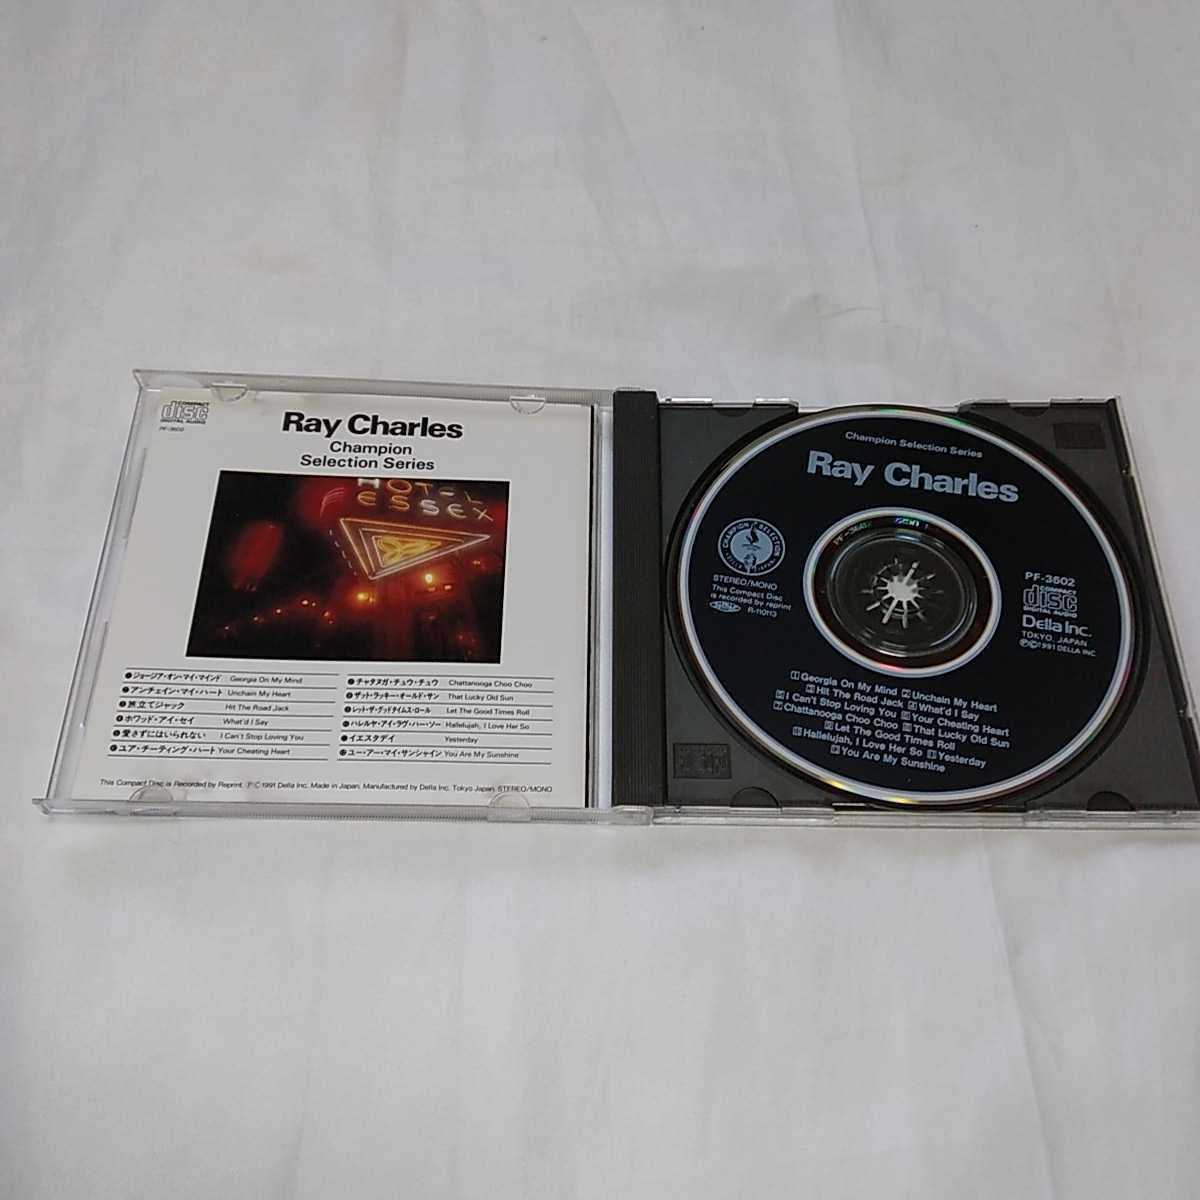 COMPACT
disc
DIGITAL AUDIO
PF-3602
Ray Charles
Champion
Selection Series
HOTEL
ESSEX
❶ジョージア・オン・マイ・マインド Georgia On My Mind
❷アンチェイン・マイ・ハート Unchain My Heart
❸旅立てジャック Hit The Road Jack
❹ホワッド・アイ・セイ What'd I Say
❺愛さずにはいられない I Can't Stop Loving You
❻ユア・チーティング・ハート Your Cheating Heart
❼チャタヌガ・チュウ・チュウ Chattanooga Choo Choo
❽ザット・ラッキー・オールド・サン That Lucky Old Sun
❾レット・ザ・グッドタイムス・ロール Let The Good Times Roll
❿ハレルヤ・アイ・ラヴ・ハー・ソー Hallelujah, I Love Her So
⓫イエスタデイ Yesterday
⓬ユー・アー・マイ・サンシャイン You Are My Sunshine
This Compact Disc is Recorded by Reprint. ⓅⒸ1991 Della Inc. Made in Japan. Manufactured by Della Inc. Tokyo Japan. STEREO/MONO
Champion Selection Series
Ray Charles
CHAMPION SELECTION
STEREO/MONO
This Compact Disc
is recorded by reprint
R-110113
PF-3602
COMPACT
disc
DIGITAL AUDIO
Della Inc.
TOKYO, JAPAN
ⓅⒸ1991 DELLA INC.
1 Georgia On My Mind 2 Unchain My Heart
3 Hit The Road Jack 4 What'd I Say
5 I Can't Stop Loving You 6 Your Cheating Heart
7 Chattanooga Choo Choo 8 That Lucky Old Sun
9 Let The Good Times Roll
10 Hallelujah, I Love Her So 11 Yesterday
12 You Are My Sunshine